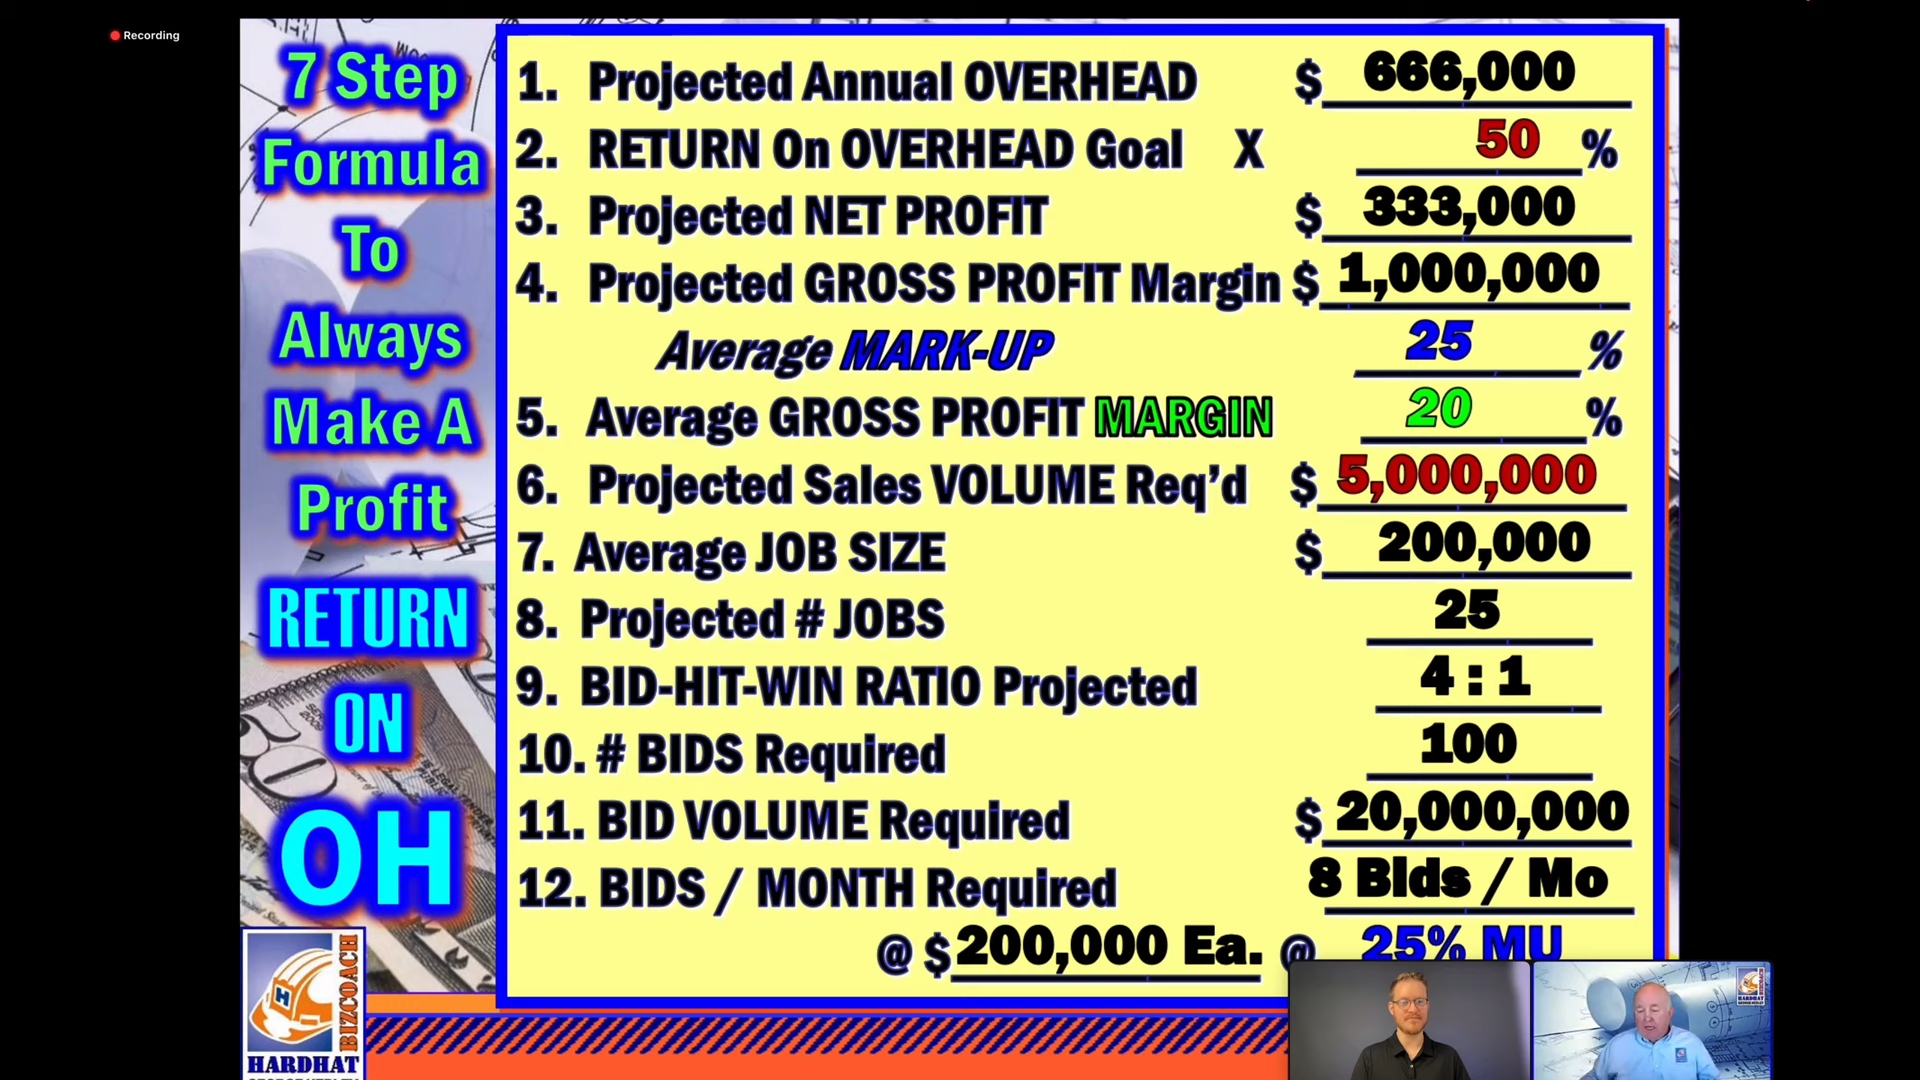 Recording
7 Step
Formula
To
Always
Make A
Profit
RETURN
ON
OH
1. Projected Annual OVERHEAD $ 666,000
2. RETURN On OVERHEAD Goal X 50 %
3. Projected NET PROFIT $ 333,000
4. Projected GROSS PROFIT Margin $ 1,000,000
Average MARK-UP 25 %
5. Average GROSS PROFIT MARGIN 20 %
6. Projected Sales VOLUME Req’d $ 5,000,000
7. Average JOB SIZE $ 200,000
8. Projected # JOBS 25
9. BID-HIT-WIN RATIO Projected 4 : 1
10. # BIDS Required 100
11. BID VOLUME Required $ 20,000,000
12. BIDS / MONTH Required 8 BIds / Mo
@ $ 200,000 Ea. @ 25% MU
H
BIZCOACH
HARDHAT
HARDHAT